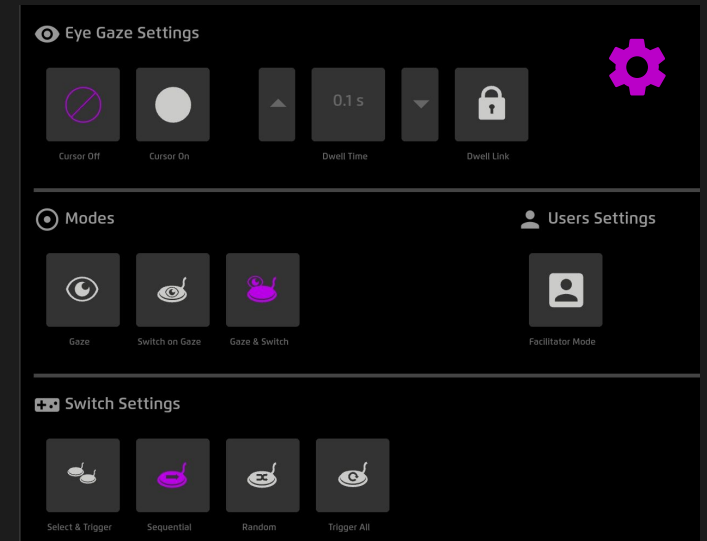 Eye Gaze Settings
0.1 s
Cursor Off
Cursor On
Dwell Time
Dwell Link
Modes
Users Settings
Gaze
Switch on Gaze
Gaze & Switch
Facilitator Mode
Switch Settings
Select & Trigger
Sequential
Random
Trigger All